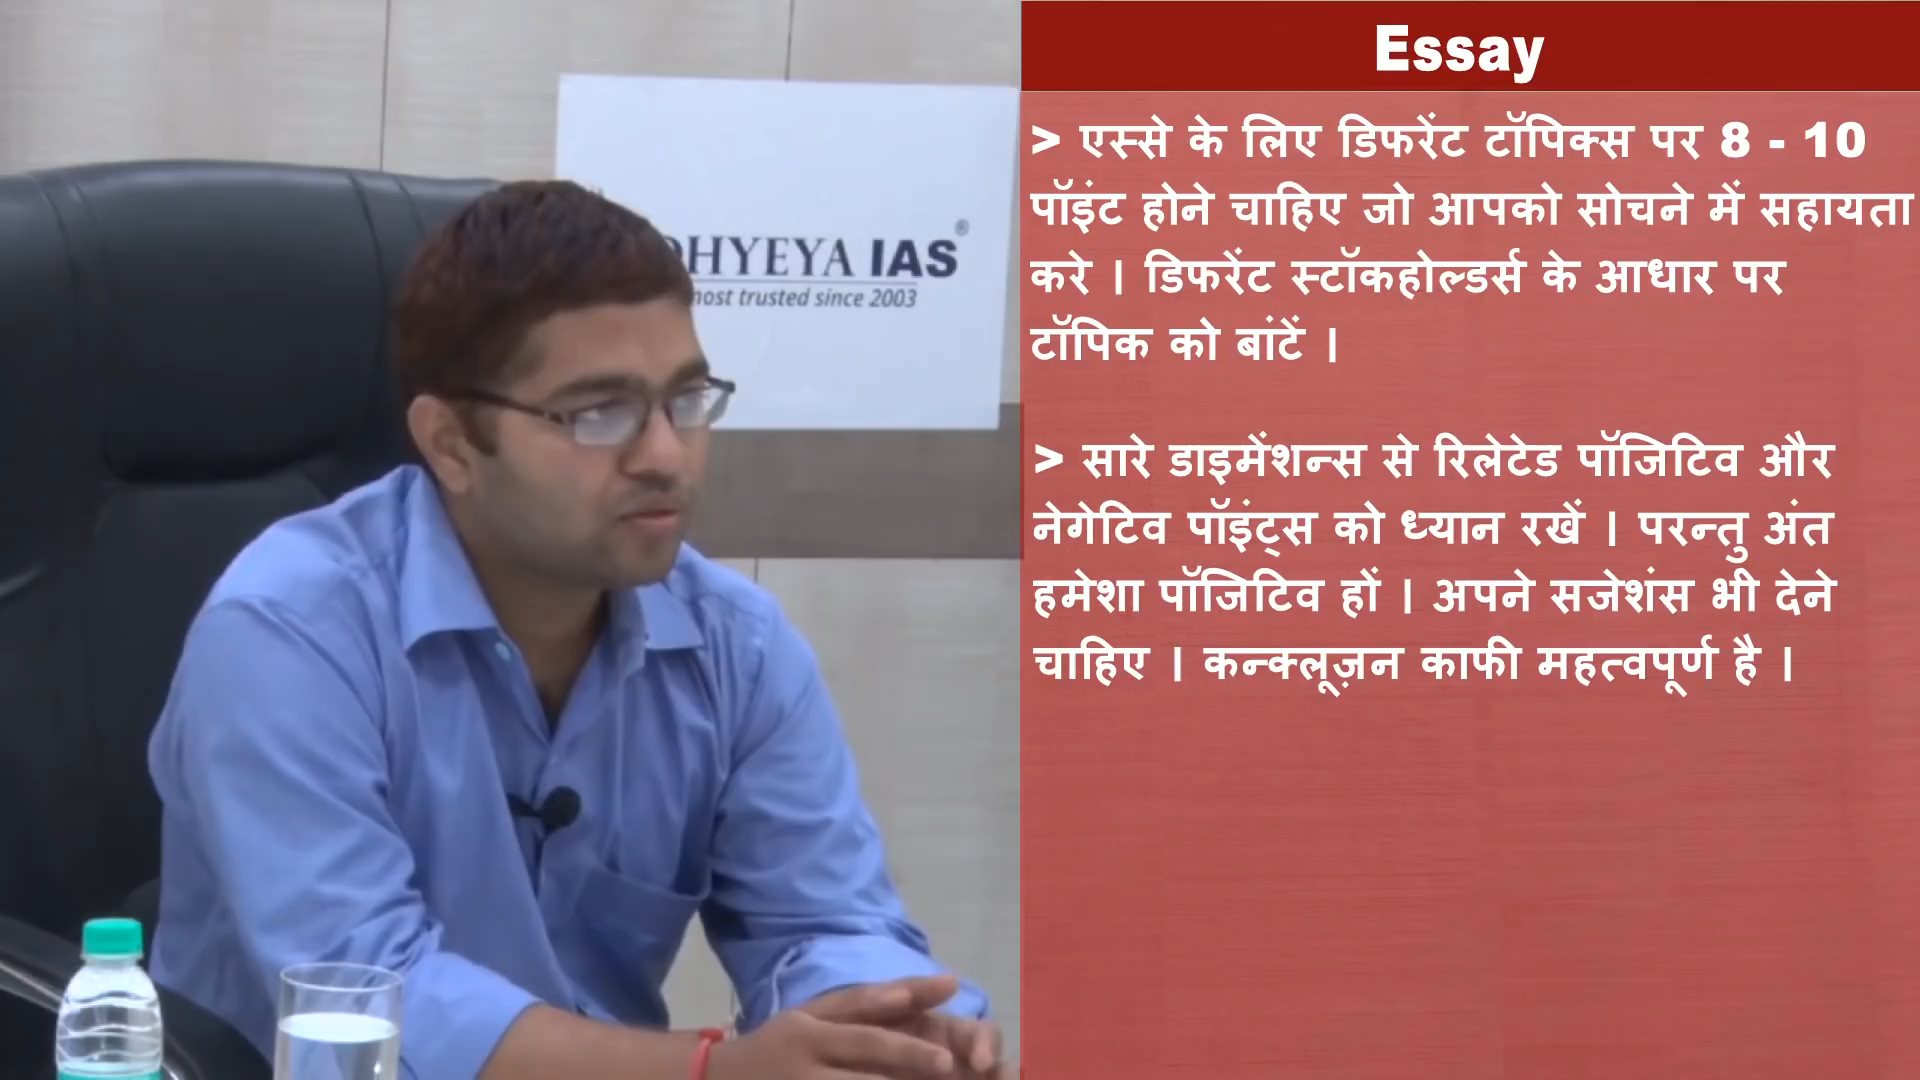 IAS
most trusted since 2003
Essay
> एस्से के लिए डिफरेंट टॉपिक्स पर 8 - 10
पॉइंट होने चाहिए जो आपको सोचने में सहायता
करे । डिफरेंट स्टॉकहोल्डर्स के आधार पर
टॉपिक को बांटें ।
> सारे डाइमेंशन्स से रिलेटेड पॉजिटिव और
नेगेटिव पॉइंट्स को ध्यान रखें । परन्तु अंत
हमेशा पॉजिटिव हों । अपने सजेशंस भी देने
चाहिए । कन्क्लूज़न काफी महत्वपूर्ण है ।